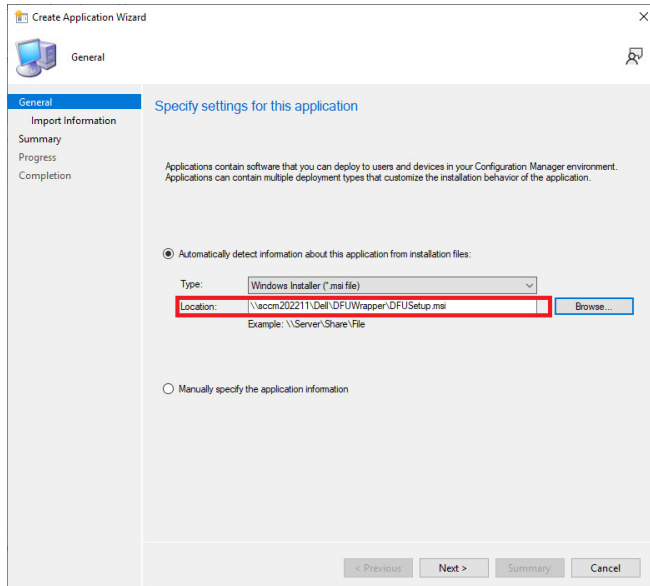 Create Application Wizard
General
General
Import Information
Summary
Progress
Completion
Specify settings for this application
Applications contain software that you can deploy to users and devices in your Configuration Manager environment.
Applications can contain multiple deployment types that customize the installation behavior of the application.
Automatically detect information about this application from installation files:
Type: Windows Installer (*.msi file)
Location: \\sccm202211\Dell\DFUWrapper\DFUSetup.msi Browse...
Example: \\Server\Share\File
Manually specify the application information
< Previous Next > Summary Cancel